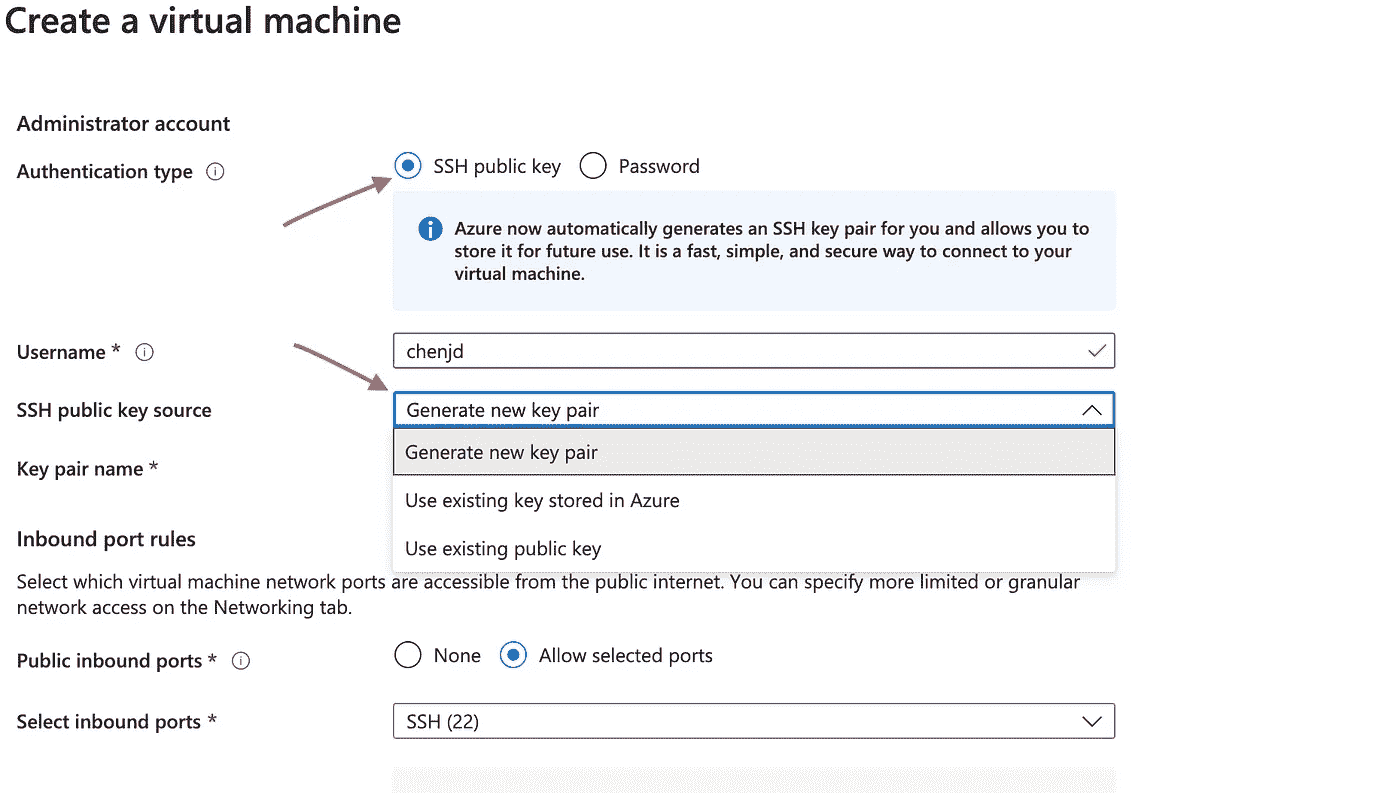 Create a virtual machine
Administrator account
Authentication type
SSH public key
Password
Azure now automatically generates an SSH key pair for you and allows you to
store it for future use. It is a fast, simple, and secure way to connect to your
virtual machine.
Username *
chenjd
SSH public key source
Generate new key pair
Generate new key pair
Key pair name *
Use existing key stored in Azure
Use existing public key
Inbound port rules
Select which virtual machine network ports are accessible from the public internet. You can specify more limited or granular
network access on the Networking tab.
Public inbound ports *
None
Allow selected ports
Select inbound ports *
SSH (22)